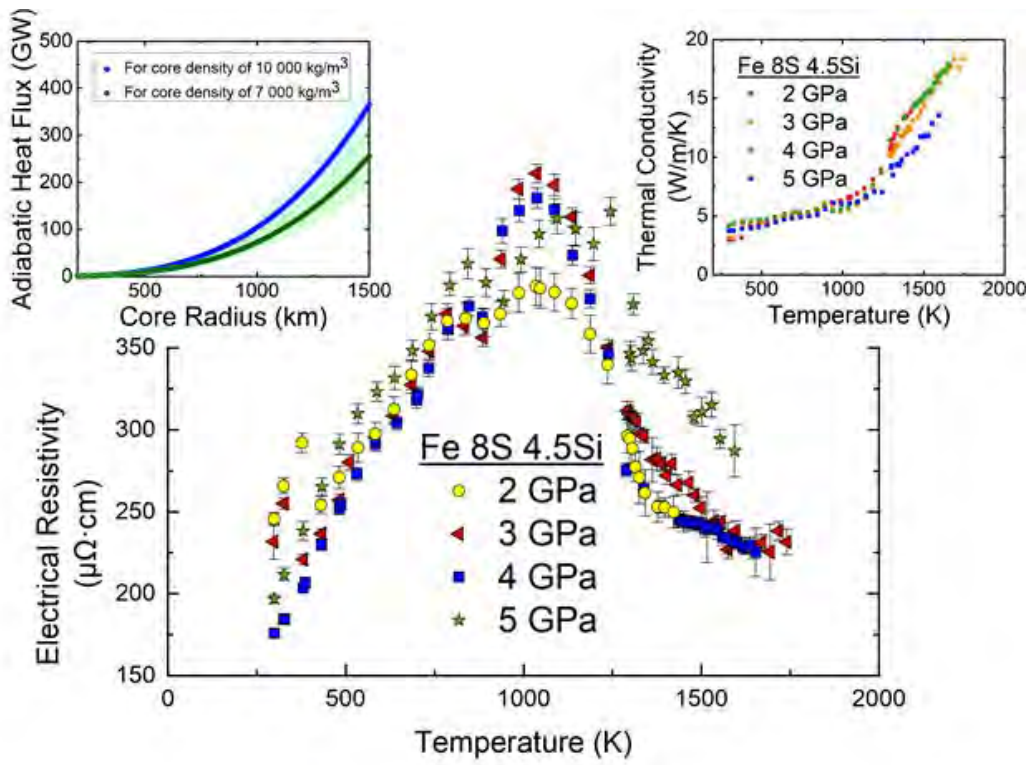 500
400
300
200
100
0
500
1000
1500
Adiabatic Heat Flux (GW)
Core Radius (km)
For core density of 10 000 kg/m3
For core density of 7 000 kg/m3
20
15
10
5
0
500
1000
1500
2000
Thermal Conductivity
(W/m/K)
Temperature (K)
Fe 8S 4.5Si
2 GPa
3 GPa
4 GPa
5 GPa
350
300
250
200
150
0
500
1000
1500
2000
Electrical Resistivity
(μΩ·cm)
Temperature (K)
Fe 8S 4.5Si
2 GPa
3 GPa
4 GPa
5 GPa